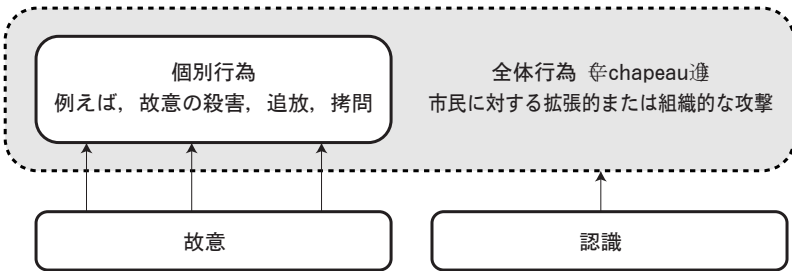 個別行為
例えば，故意の殺害，追放，拷問
全体行為 chapeau
市民に対する拡張的または組織的な攻撃
故意
認識